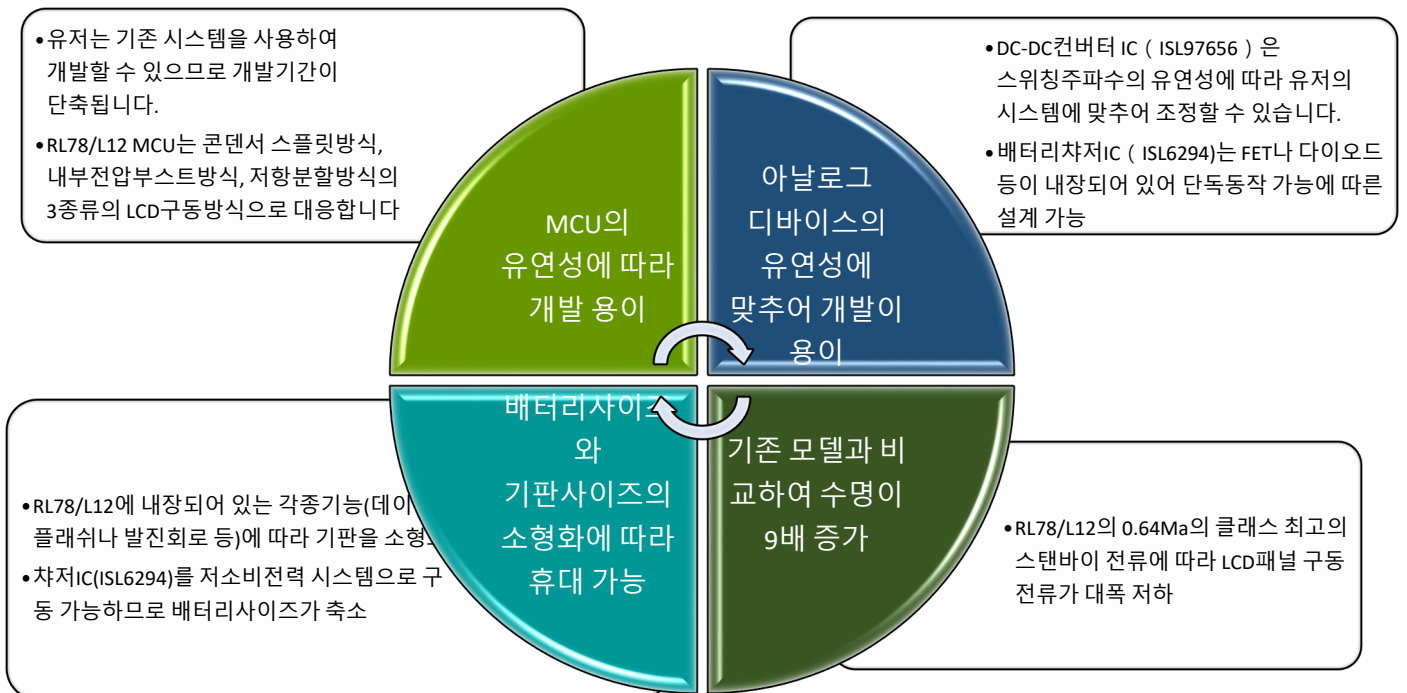 •유저는 기존 시스템을 사용하여
개발할 수 있으므로 개발기간이
단축됩니다.
•RL78/L12 MCU는 콘덴서 스플릿방식,
내부전압부스트방식, 저항분할방식의
3종류의 LCD구동방식으로 대응합니다
•DC-DC컨버터 IC ( ISL97656 ) 은
스위칭주파수의 유연성에 따라 유저의
시스템에 맞추어 조정할 수 있습니다.
•배터리챠저IC ( ISL6294)는 FET나 다이오드
등이 내장되어 있어 단독동작 가능에 따른
설계 가능
MCU의
유연성에 따라
개발 용이
아날로그
디바이스의
유연성에
맞추어 개발이
용이
배터리사이즈
와
기판사이즈의
소형화에 따라
휴대 가능
기존 모델과 비
교하여 수명이
9배 증가
•RL78/L12에 내장되어 있는 각종기능(데이
플래쉬나 발진회로 등)에 따라 기판을 소형
•챠저IC(ISL6294)를 저소비전력 시스템으로 구
동 가능하므로 배터리사이즈가 축소
•RL78/L12의 0.64Ma의 클래스 최고의
스탠바이 전류에 따라 LCD패널 구동
전류가 대폭 저하